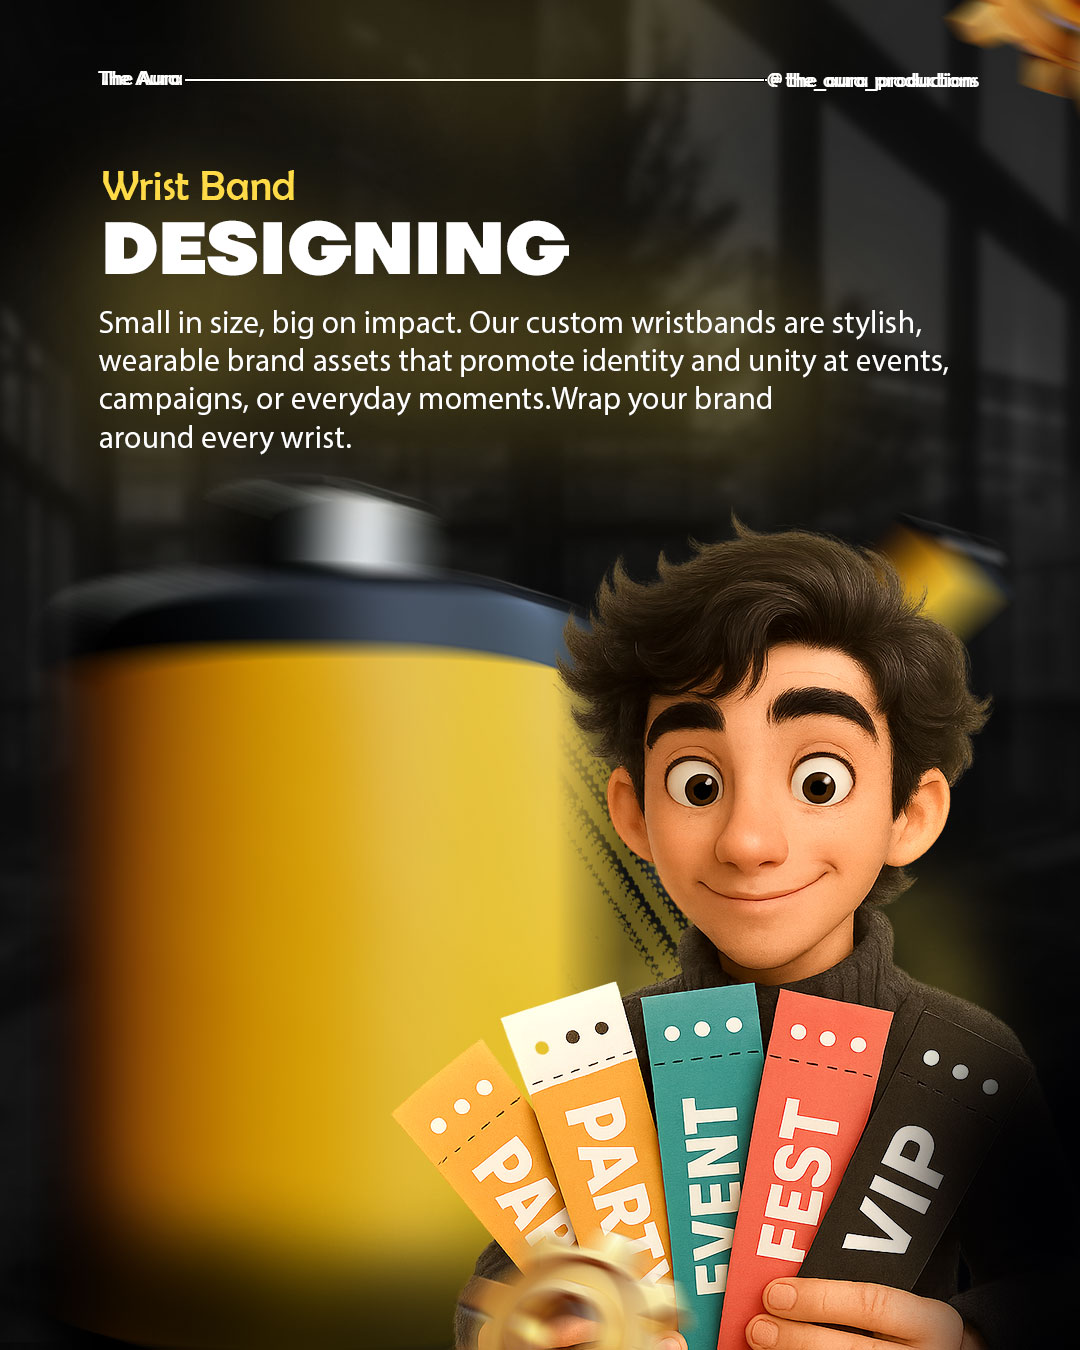 The Aura
@ the_aura_productions
Wrist Band
DESIGNING
Small in size, big on impact. Our custom wristbands are stylish,
wearable brand assets that promote identity and unity at events,
campaigns, or everyday moments.Wrap your brand
around every wrist.
PAR
PARTY
EVENT
FEST
VIP